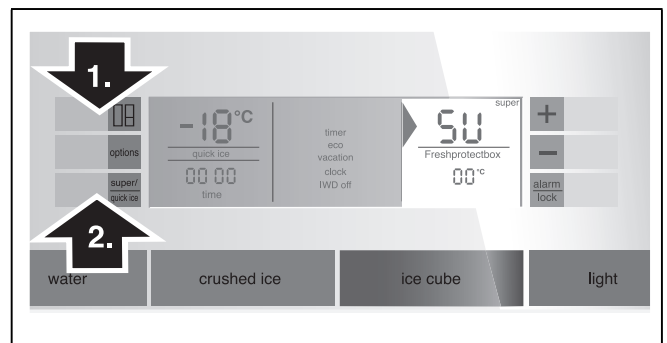 1.
options
super/
quick ice
2.
-18°C
quick ice
00 00
time
timer
eco
vacation
clock
IWD off
super
SU
Freshprotectbox
00°C
+
−
alarm
lock
water
crushed ice
ice cube
light